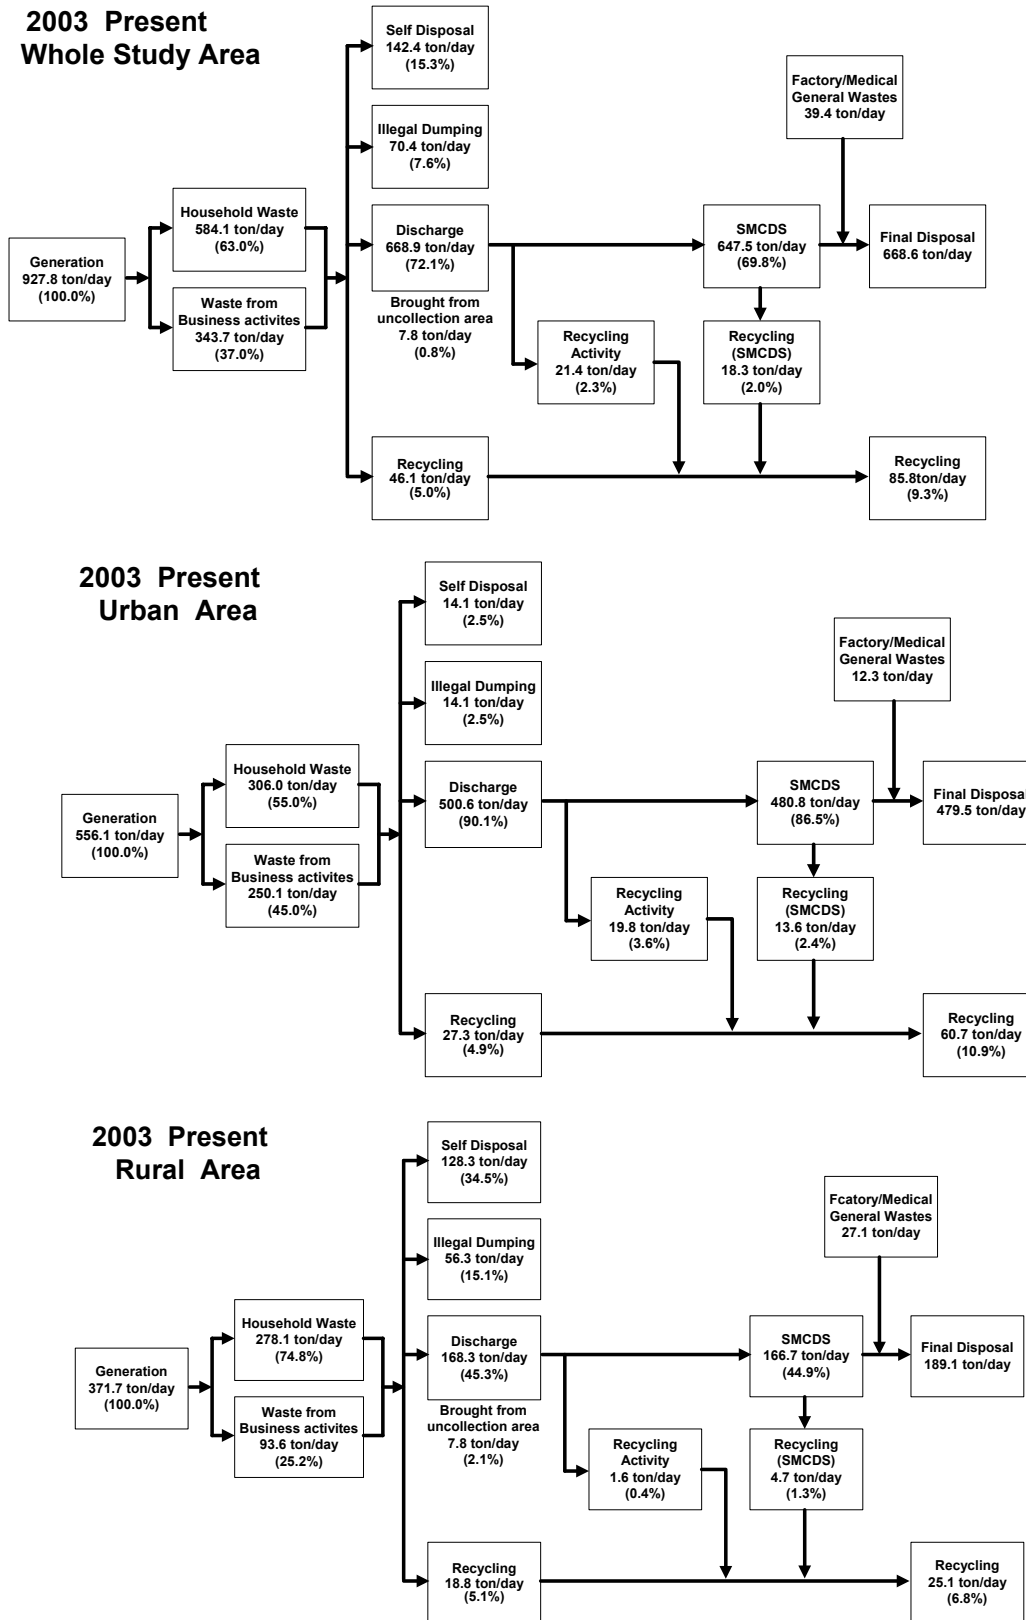 2003 Present
Whole Study Area
Self Disposal
142.4 ton/day
(15.3%)
Factory/Medical
General Wastes
39.4 ton/day
Illegal Dumping
70.4 ton/day
(7.6%)
Household Waste
584.1 ton/day
(63.0%)
Discharge
668.9 ton/day
(72.1%)
SMCDS
647.5 ton/day
(69.8%)
Final Disposal
668.6 ton/day
Generation
927.8 ton/day
(100.0%)
Waste from
Business activites
343.7 ton/day
(37.0%)
Brought from
uncollection area
7.8 ton/day
(0.8%)
Recycling
Activity
21.4 ton/day
(2.3%)
Recycling
(SMCDS)
18.3 ton/day
(2.0%)
Recycling
46.1 ton/day
(5.0%)
Recycling
85.8ton/day
(9.3%)
2003 Present
Urban Area
Self Disposal
14.1 ton/day
(2.5%)
Factory/Medical
General Wastes
12.3 ton/day
Illegal Dumping
14.1 ton/day
(2.5%)
Household Waste
306.0 ton/day
(55.0%)
Discharge
500.6 ton/day
(90.1%)
SMCDS
480.8 ton/day
(86.5%)
Final Disposal
479.5 ton/day
Generation
556.1 ton/day
(100.0%)
Waste from
Business activites
250.1 ton/day
(45.0%)
Recycling
Activity
19.8 ton/day
(3.6%)
Recycling
(SMCDS)
13.6 ton/day
(2.4%)
Recycling
27.3 ton/day
(4.9%)
Recycling
60.7 ton/day
(10.9%)
2003 Present
Rural Area
Self Disposal
128.3 ton/day
(34.5%)
Fcatory/Medical
General Wastes
27.1 ton/day
Illegal Dumping
56.3 ton/day
(15.1%)
Household Waste
278.1 ton/day
(74.8%)
Discharge
168.3 ton/day
(45.3%)
SMCDS
166.7 ton/day
(44.9%)
Final Disposal
189.1 ton/day
Generation
371.7 ton/day
(100.0%)
Waste from
Business activites
93.6 ton/day
(25.2%)
Brought from
uncollection area
7.8 ton/day
(2.1%)
Recycling
Activity
1.6 ton/day
(0.4%)
Recycling
(SMCDS)
4.7 ton/day
(1.3%)
Recycling
18.8 ton/day
(5.1%)
Recycling
25.1 ton/day
(6.8%)